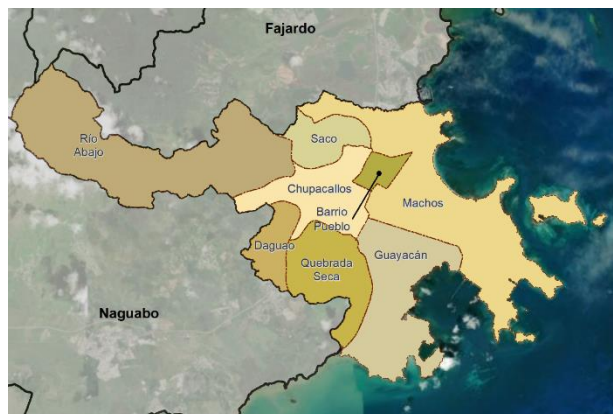 Fajardo
Río
Abajo
Saco
Chupacallos
Barrio
Pueblo
Machos
Daguao
Quebrada
Seca
Guayacán
Naguabo